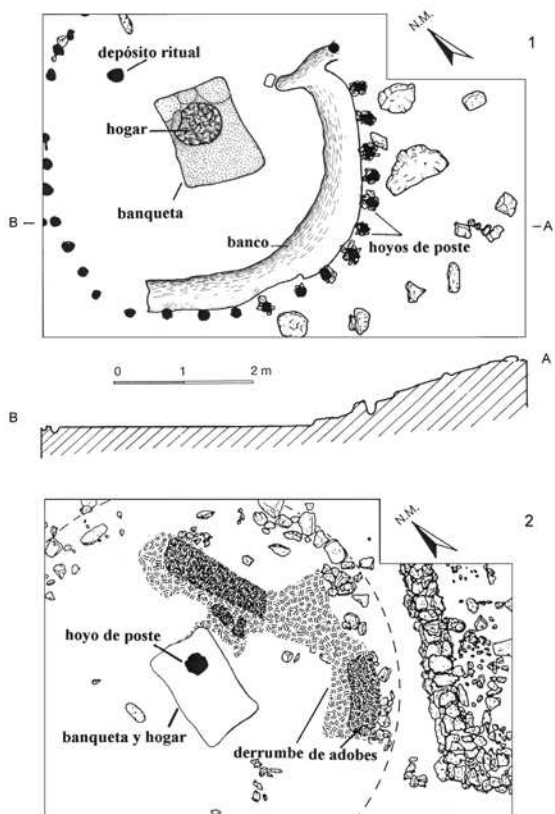 N.M.
1
depósito ritual
hogar
banqueta
B
A
banco
hoyos de poste
0 1 2 m
A
B
N.M.
2
hoyo de poste
banqueta y hogar
derrumbe de adobes